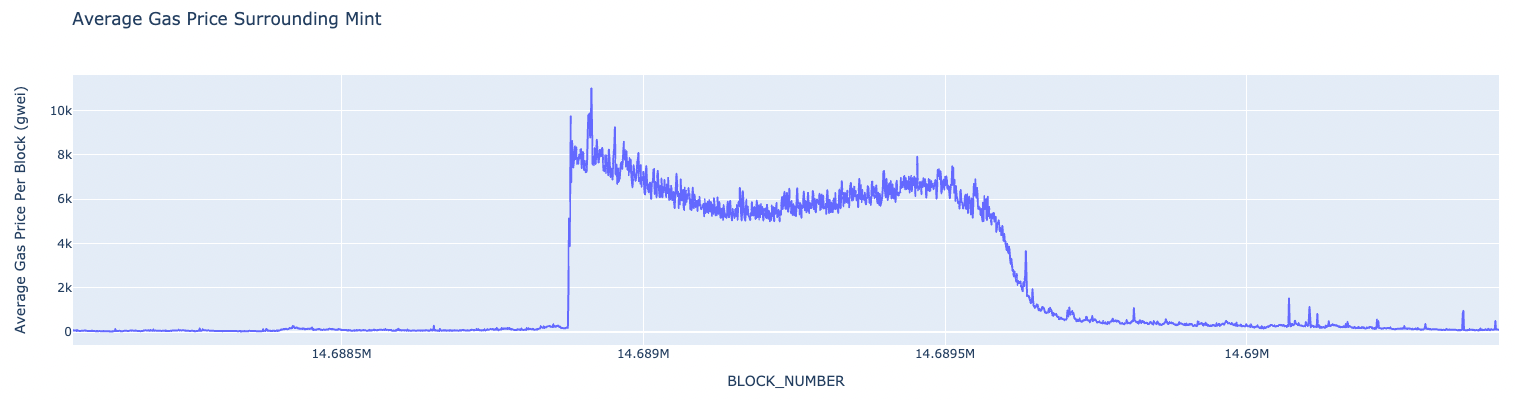 Average Gas Price Surrounding Mint
Average Gas Price Per Block (gwei)
10k
8k
6k
4k
2k
0
14.6885M
14.689M
14.6895M
14.69M
BLOCK_NUMBER